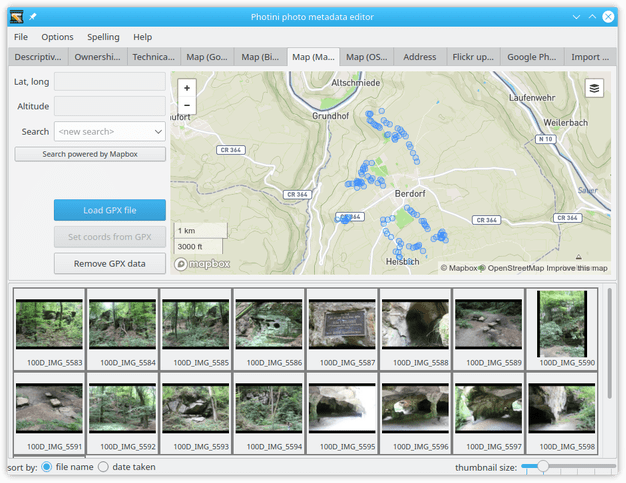 Photini photo metadata editor
File Options Spelling Help
Descriptiv... Ownershi... Technica... Map (Go... Map (Bi... Map (Ma... Map (OS... Address Flickr up... Google Ph... Import ...
Lat, long
Altitude
Search <new search>
Search powered by Mapbox
Load GPX file
Set coords from GPX
Remove GPX data
+
−
Altschmiede
Laufenwehr
Grundhof
ufort
Weilerbach
N 10
CR 364
CR 364
Sauer
Berdorf
CR 364
CR 364
CR 364
1 km
3000 ft
Heisbich
mapbox
© Mapbox © OpenStreetMap Improve this map
100D_IMG_5583 100D_IMG_5584 100D_IMG_5585 100D_IMG_5586 100D_IMG_5587 100D_IMG_5588 100D_IMG_5589 100D_IMG_5590
100D_IMG_5591 100D_IMG_5592 100D_IMG_5593 100D_IMG_5594 100D_IMG_5595 100D_IMG_5596 100D_IMG_5597 100D_IMG_5598
sort by: file name date taken thumbnail size: